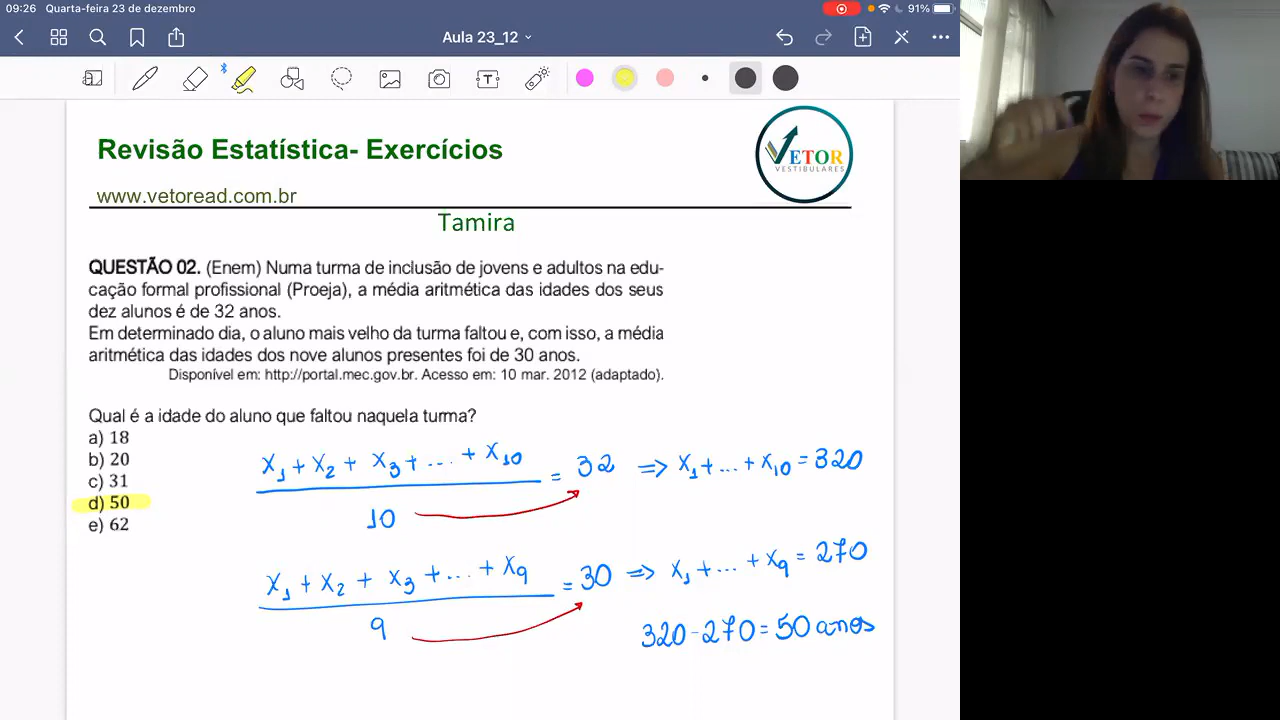 09:26 Quarta-feira 23 de dezembro
91%
Aula 23_12
Revisão Estatística- Exercícios
VETOR
VESTIBULARES
www.vetoread.com.br
Tamira
QUESTÃO 02. (Enem) Numa turma de inclusão de jovens e adultos na edu-
cação formal profissional (Proeja), a média aritmética das idades dos seus
dez alunos é de 32 anos.
Em determinado dia, o aluno mais velho da turma faltou e, com isso, a média
aritmética das idades dos nove alunos presentes foi de 30 anos.
Disponível em: http://portal.mec.gov.br. Acesso em: 10 mar. 2012 (adaptado).
Qual é a idade do aluno que faltou naquela turma?
a) 18
b) 20
c) 31
d) 50
e) 62
x₁ + x₂ + x₃ + ... + x₁₀ = 32 ⇒ x₁ + ... + x₁₀ = 320
10
x₁ + x₂ + x₃ + ... + x₉ = 30 ⇒ x₁ + ... + x₉ = 270
9
320 - 270 = 50 anos